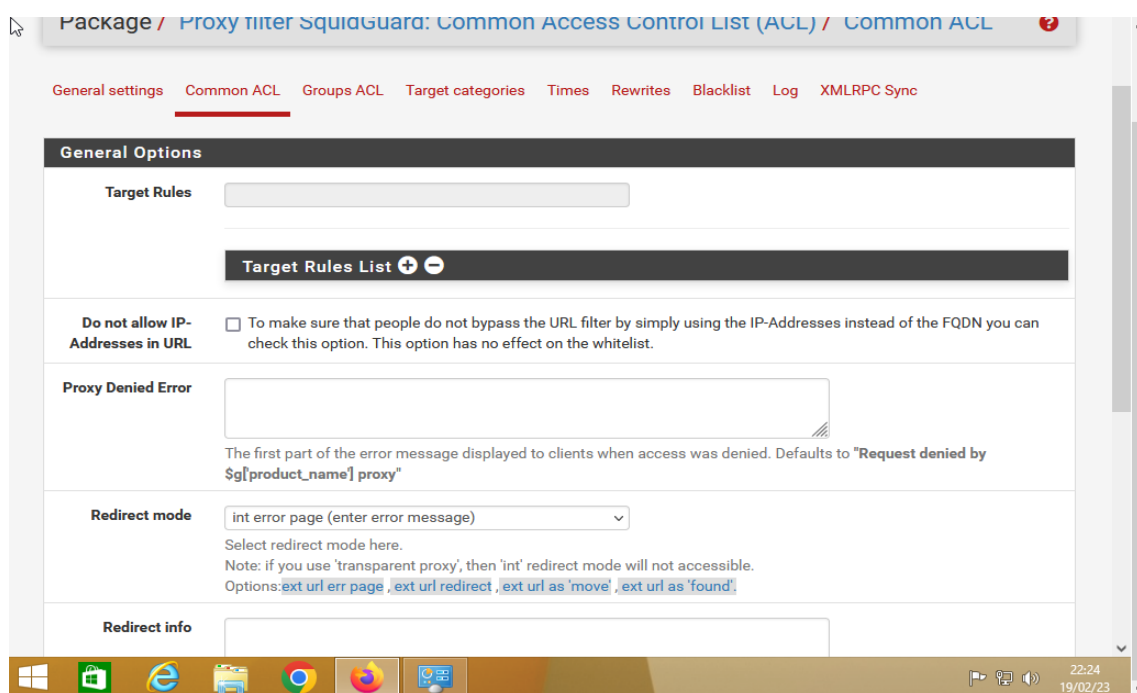 Package / Proxy filter SquidGuard: Common Access Control List (ACL) / Common ACL
General settings Common ACL Groups ACL Target categories Times Rewrites Blacklist Log XMLRPC Sync
General Options
Target Rules
Target Rules List
Do not allow IP-
Addresses in URL
To make sure that people do not bypass the URL filter by simply using the IP-Addresses instead of the FQDN you can
check this option. This option has no effect on the whitelist.
Proxy Denied Error
The first part of the error message displayed to clients when access was denied. Defaults to "Request denied by
$g['product_name'] proxy"
Redirect mode
int error page (enter error message)
Select redirect mode here.
Note: if you use 'transparent proxy', then 'int' redirect mode will not accessible.
Options:ext url err page , ext url redirect , ext url as 'move' , ext url as 'found'.
Redirect info
22:24
19/02/23